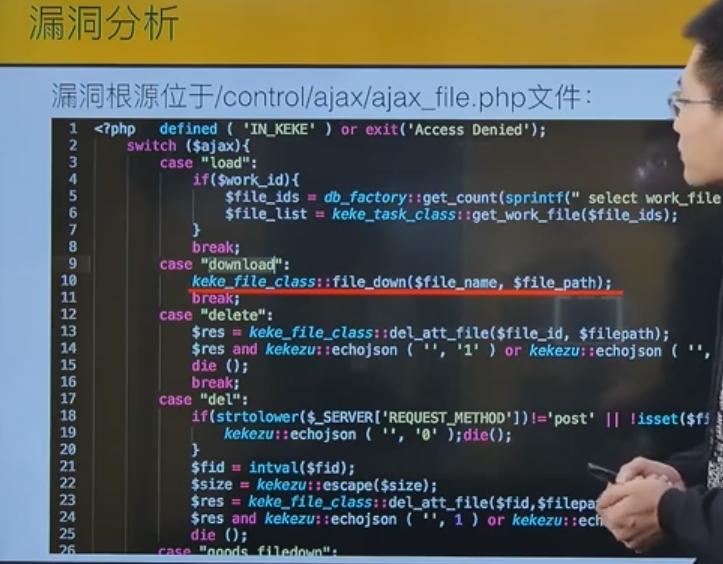 漏洞分析
漏洞根源位于/control/ajax/ajax_file.php文件：
1 <?php defined ( 'IN_KEKE' ) or exit('Access Denied');
2 switch ($ajax){
3 case "load":
4 if($work_id){
5 $file_ids = db_factory::get_count(sprintf(" select work_file
6 $file_list = keke_task_class::get_work_file($file_ids);
7 }
8 break;
9 case "download":
10 keke_file_class::file_down($file_name, $file_path);
11 break;
12 case "delete":
13 $res = keke_file_class::del_att_file($file_id, $filepath);
14 $res and kekezu::echojson ( '', '1' ) or kekezu::echojson ( '',
15 die ();
16 break;
17 case "del":
18 if(strtolower($_SERVER['REQUEST_METHOD'])!='post' || !isset($fi
19 kekezu::echojson ( '', '0' );die();
20 }
21 $fid = intval($fid);
22 $size = kekezu::escape($size);
23 $res = keke_file_class::del_att_file($fid,$filepa
24 $res and kekezu::echojson ( '', 1 ) or kekezu::ech
25 die ();
26 case "goods_filedown":